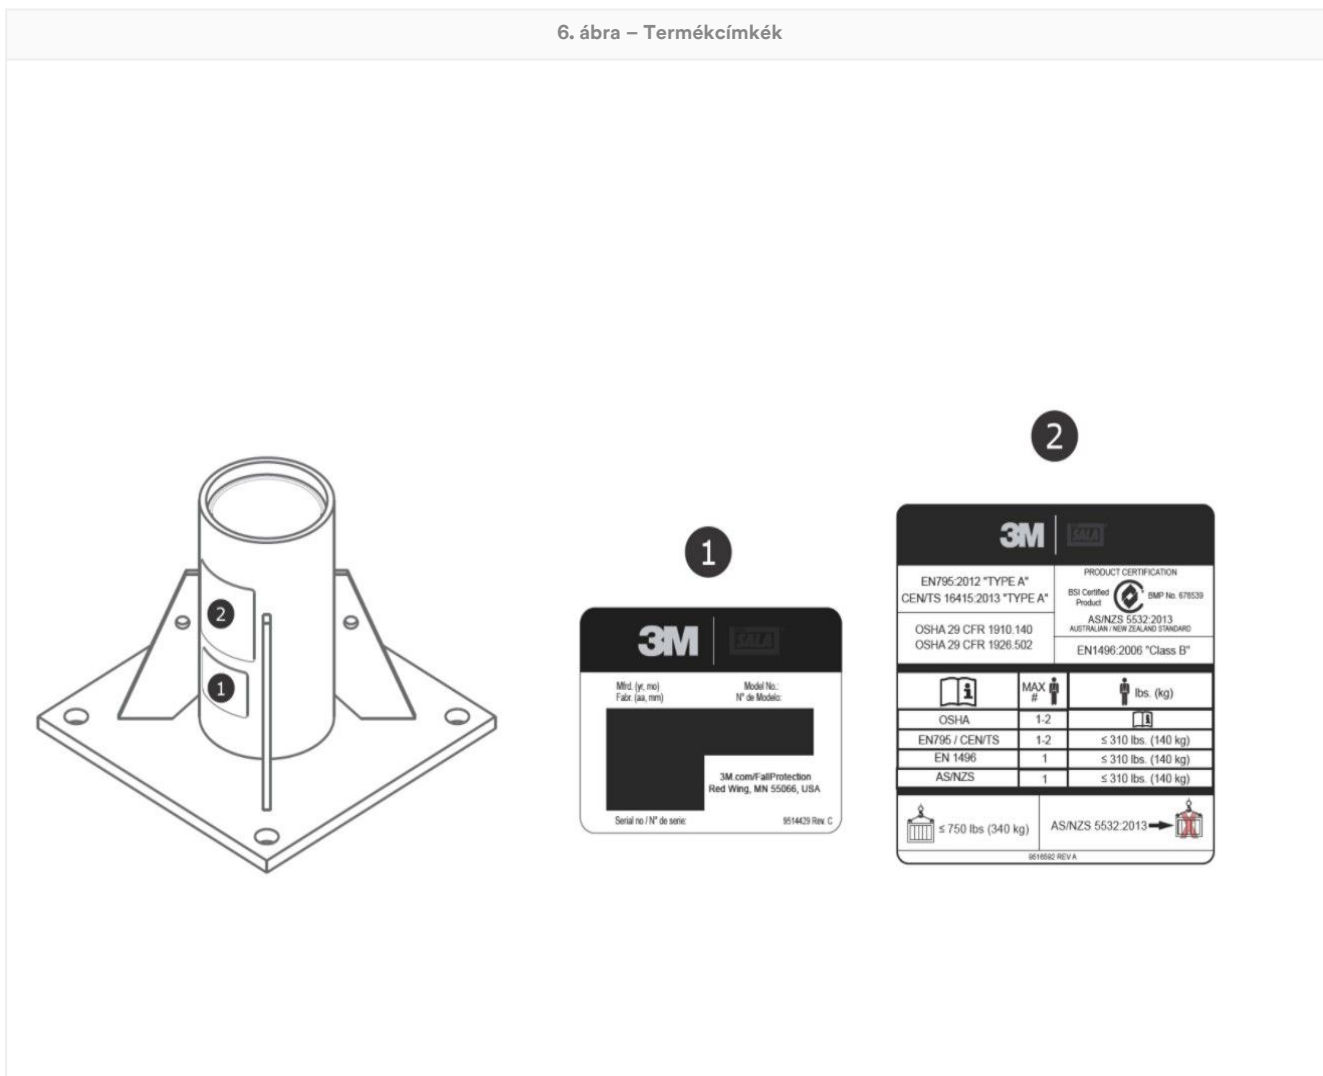 6. ábra – Termékcímkék
2
1
1
3M SALA
Mfrd. (yr, mo) Model No.:
Fabr. (aa, mm) N° de Modelo:
3M.com/FallProtection
Red Wing, MN 55066, USA
Serial no / N° de serie: 9514429 Rev. C
2
3M SALA
EN795:2012 "TYPE A"
CEN/TS 16415:2013 "TYPE A"
OSHA 29 CFR 1910.140
OSHA 29 CFR 1926.502
PRODUCT CERTIFICATION
BSI Certified
Product
BMP No. 678539
AS/NZS 5532:2013
AUSTRALIAN / NEW ZEALAND STANDARD
EN1496:2006 "Class B"
MAX
#
lbs. (kg)
OSHA 1-2
EN795 / CEN/TS 1-2 ≤ 310 lbs. (140 kg)
EN 1496 1 ≤ 310 lbs. (140 kg)
AS/NZS 1 ≤ 310 lbs. (140 kg)
≤ 750 lbs (340 kg)
AS/NZS 5532:2013
9516592 REV A